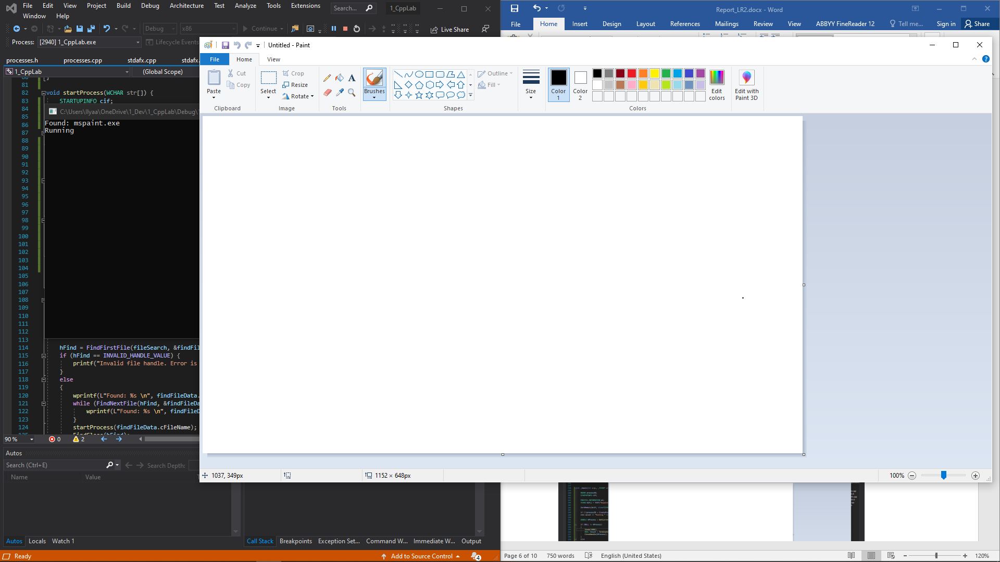 File Edit View Project Build Debug Architecture Test Analyze Tools Extensions Search... 1_CppLab
Window Help
Debug x86 Continue Live Share
Process: [2940] 1_CppLab.exe Lifecycle Events
processes.h processes.cpp stdafx.cpp stdafx.
1_CppLab (Global Scope)
81
82 void startProcess(WCHAR str[]) {
83 STARTUPINFO cif;
84 C:\Users\Ilyaa\OneDrive\1_Dev\1_CppLab\Debug\
85
86 Found: mspaint.exe
87 Running
88
89
90
91
92
93
94
95
96
97
98
99
100
101
102
103
104
105
106
107
108
109
110
111
112
113
114 hFind = FindFirstFile(fileSearch, &findFil
115 if (hFind == INVALID_HANDLE_VALUE) {
116 printf("Invalid file handle. Error is
117 }
118 else
119 {
120 wprintf(L"Found: %s \n", findFileData.
121 while (FindNextFile(hFind, &findFileDa
122 wprintf(L"Found: %s \n", findFileD
123 }
124 startProcess(findFileData.cFileName);
90 % 0 2
Autos
Search (Ctrl+E) Search Depth:
Name Value
Autos Locals Watch 1
Call Stack Breakpoints Exception Set... Command W... Immediate W... Output
Ready Add to Source Control 4
Report_LR2.docx - Word
File Home Insert Design Layout References Mailings Review View ABBYY FineReader 12 Tell me... Sign in Share
Untitled - Paint
File Home View
Paste Cut Copy Select Crop Resize Rotate Brushes Outline Fill Size Color 1 Color 2 Edit colors Edit with Paint 3D
Clipboard Image Tools Shapes Colors
1037, 349px 1152 × 648px 100%
Page 6 of 10 750 words English (United States) 120%